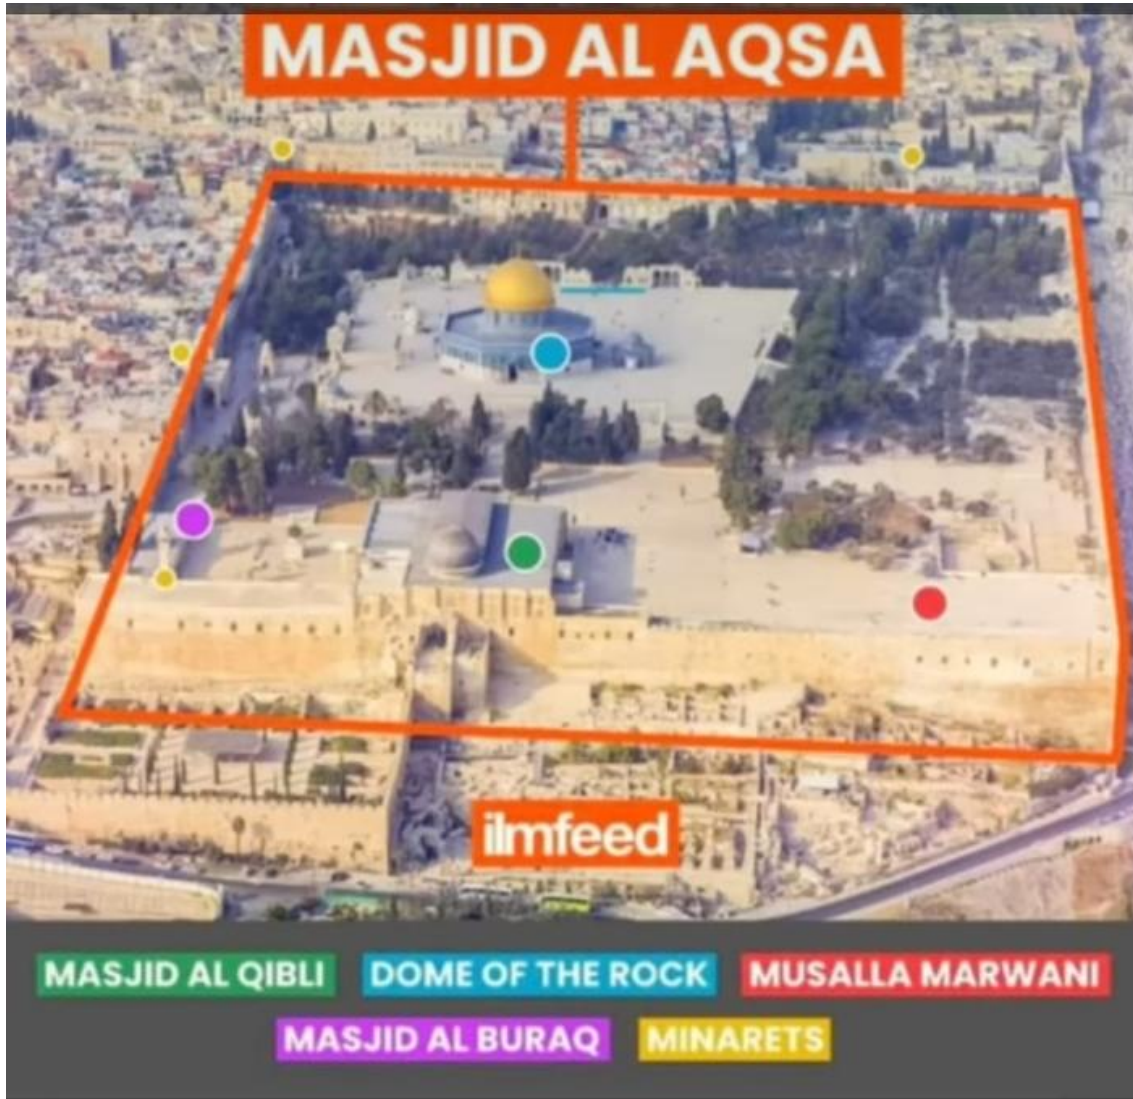 MASJID AL AQSA
ilmfeed
MASJID AL QIBLI DOME OF THE ROCK MUSALLA MARWANI
MASJID AL BURAQ MINARETS